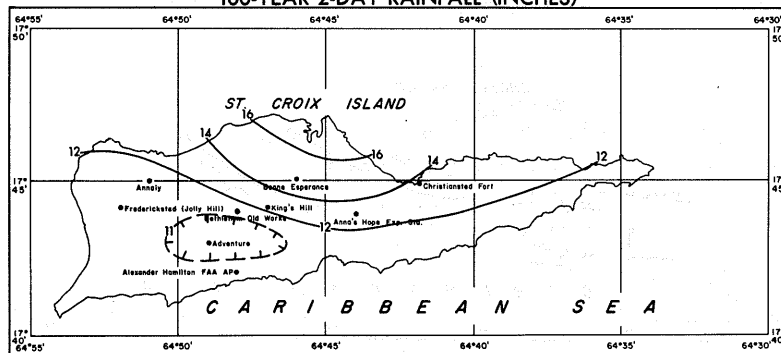 100-YEAR 2-DAY RAINFALL (INCHES)
64°55' 64°50' 64°45' 64°40' 64°35' 64°30'
17° 50' 17° 50'
ST. CROIX ISLAND
16
14 16 14
12 12
Annaly Bonne Esperance Christiansted Fort
17° 45' 17° 45'
Fredericksted (Jolly Hill) King's Hill
Bethlehem Old Works Anna's Hope Exp. Sta.
11 12
Adventure
Alexander Hamilton FAA AP
CARIBBEAN SEA
17° 40' 17° 40'
64°55' 64°50' 64°45' 64°40' 64°35' 64°30'